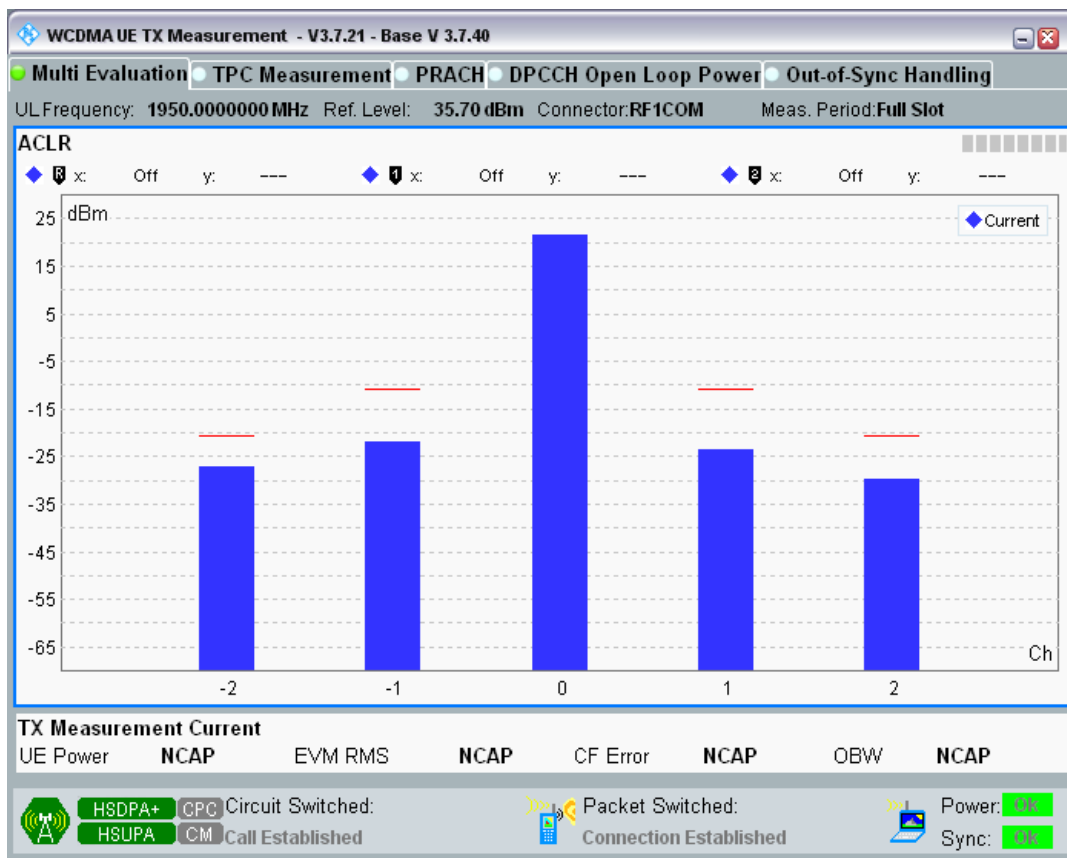 WCDMA UE TX Measurement - V3.7.21 - Base V 3.7.40
Multi Evaluation TPC Measurement PRACH DPCCH Open Loop Power Out-of-Sync Handling
UL Frequency: 1950.0000000 MHz Ref. Level: 35.70 dBm Connector:RF1COM Meas. Period:Full Slot
ACLR
R x: Off y: --- 1 x: Off y: --- 2 x: Off y: ---
dBm
Current
25
15
5
-5
-15
-25
-35
-45
-55
-65
Ch
-2 -1 0 1 2
TX Measurement Current
UE Power NCAP EVM RMS NCAP CF Error NCAP OBW NCAP
HSDPA+ CPC Circuit Switched: Packet Switched: Power: OK
HSUPA CM Call Established Connection Established Sync: OK